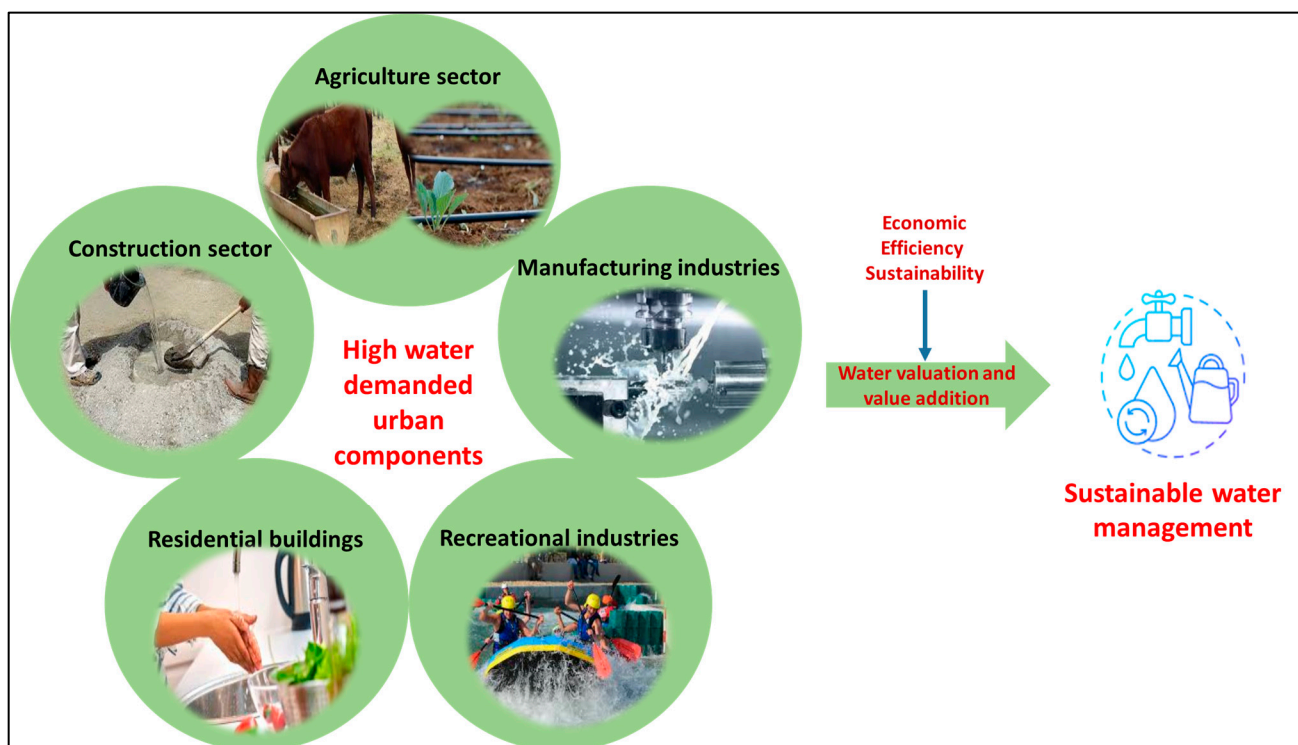 Agriculture sector
Construction sector
Manufacturing industries
High water
demanded
urban
components
Residential buildings
Recreational industries
Economic
Efficiency
Sustainability
Water valuation and
value addition
Sustainable water
management